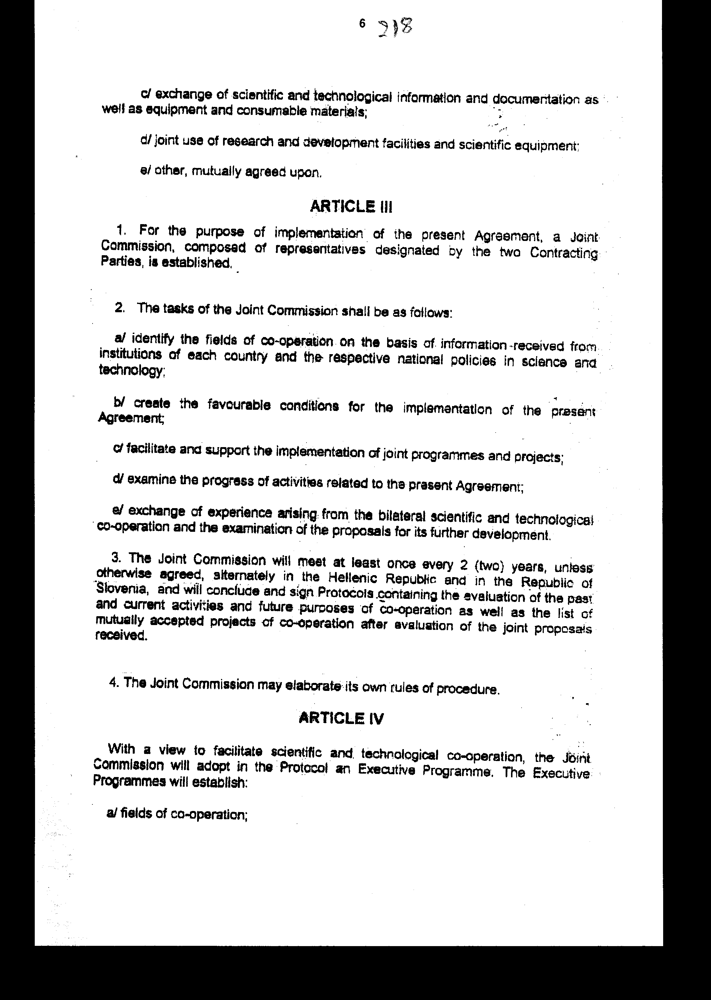 6 218
c/ exchange of scientific and technological information and documentation as
well as equipment and consumable materials;
d/ joint use of research and development facilities and scientific equipment;
e/ other, mutually agreed upon.
ARTICLE III
1. For the purpose of implementation of the present Agreement, a Joint
Commission, composed of representatives designated by the two Contracting
Parties, is established.
2. The tasks of the Joint Commission shall be as follows:
a/ identify the fields of co-operation on the basis of information received from
institutions of each country and the respective national policies in science and
technology;
b/ create the favourable conditions for the implementation of the present
Agreement;
c/ facilitate and support the implementation of joint programmes and projects;
d/ examine the progress of activities related to the present Agreement;
e/ exchange of experience arising from the bilateral scientific and technological
co-operation and the examination of the proposals for its further development.
3. The Joint Commission will meet at least once every 2 (two) years, unless
otherwise agreed, alternately in the Hellenic Republic and in the Republic of
Slovenia, and will conclude and sign Protocols containing the evaluation of the past
and current activities and future purposes of co-operation as well as the list of
mutually accepted projects of co-operation after evaluation of the joint proposals
received.
4. The Joint Commission may elaborate its own rules of procedure.
ARTICLE IV
With a view to facilitate scientific and technological co-operation, the Joint
Commission will adopt in the Protocol an Executive Programme. The Executive
Programmes will establish:
a/ fields of co-operation;